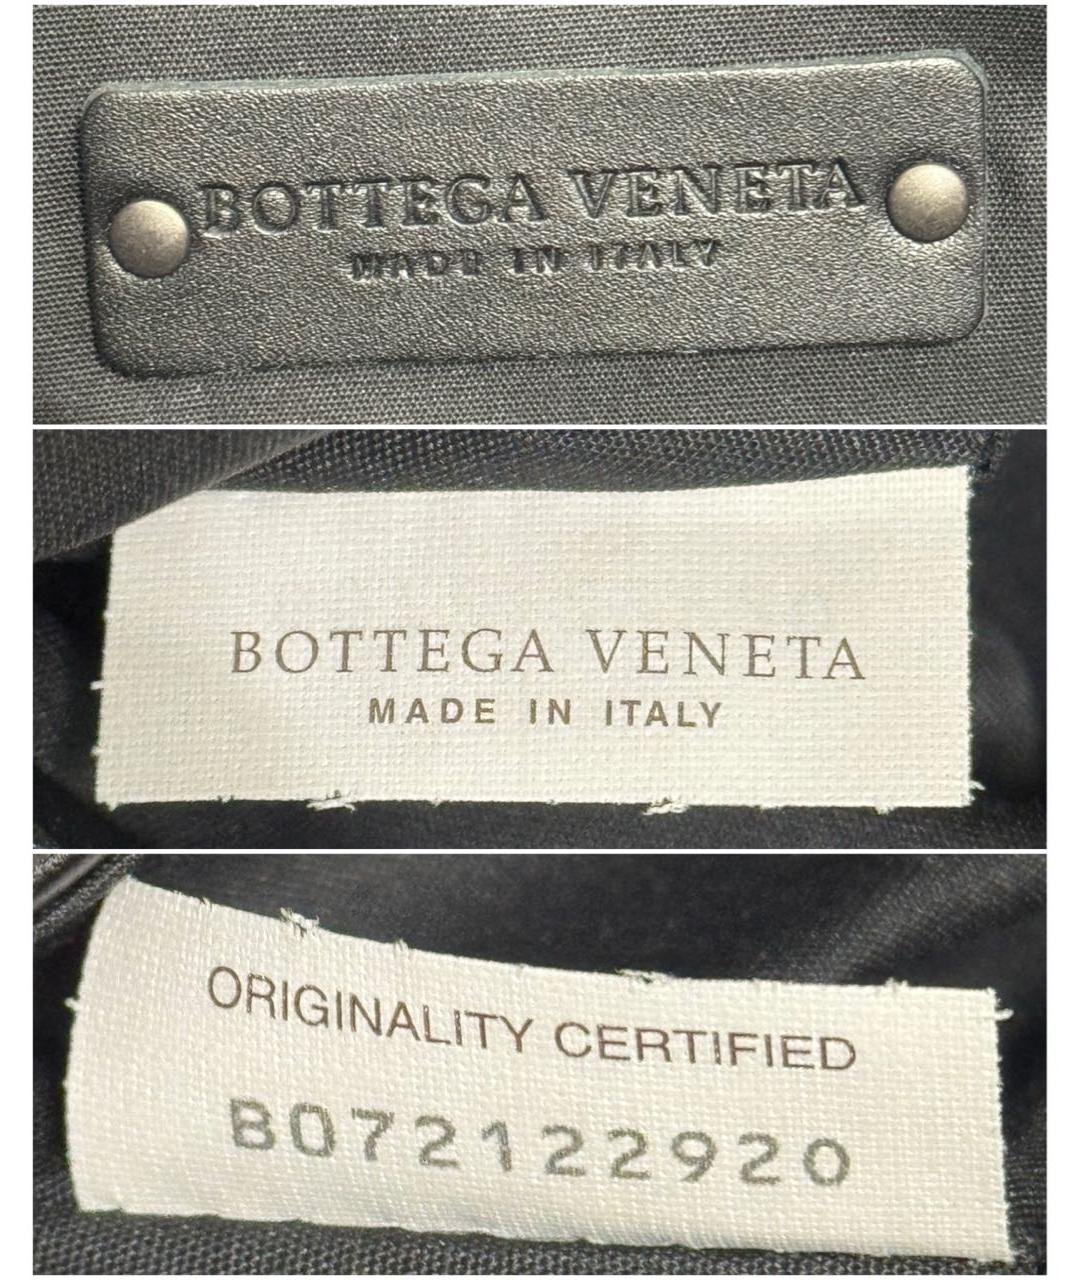 BOTTEGA VENETA
MADE IN ITALY
BOTTEGA VENETA
MADE IN ITALY
ORIGINALITY CERTIFIED
B072122920